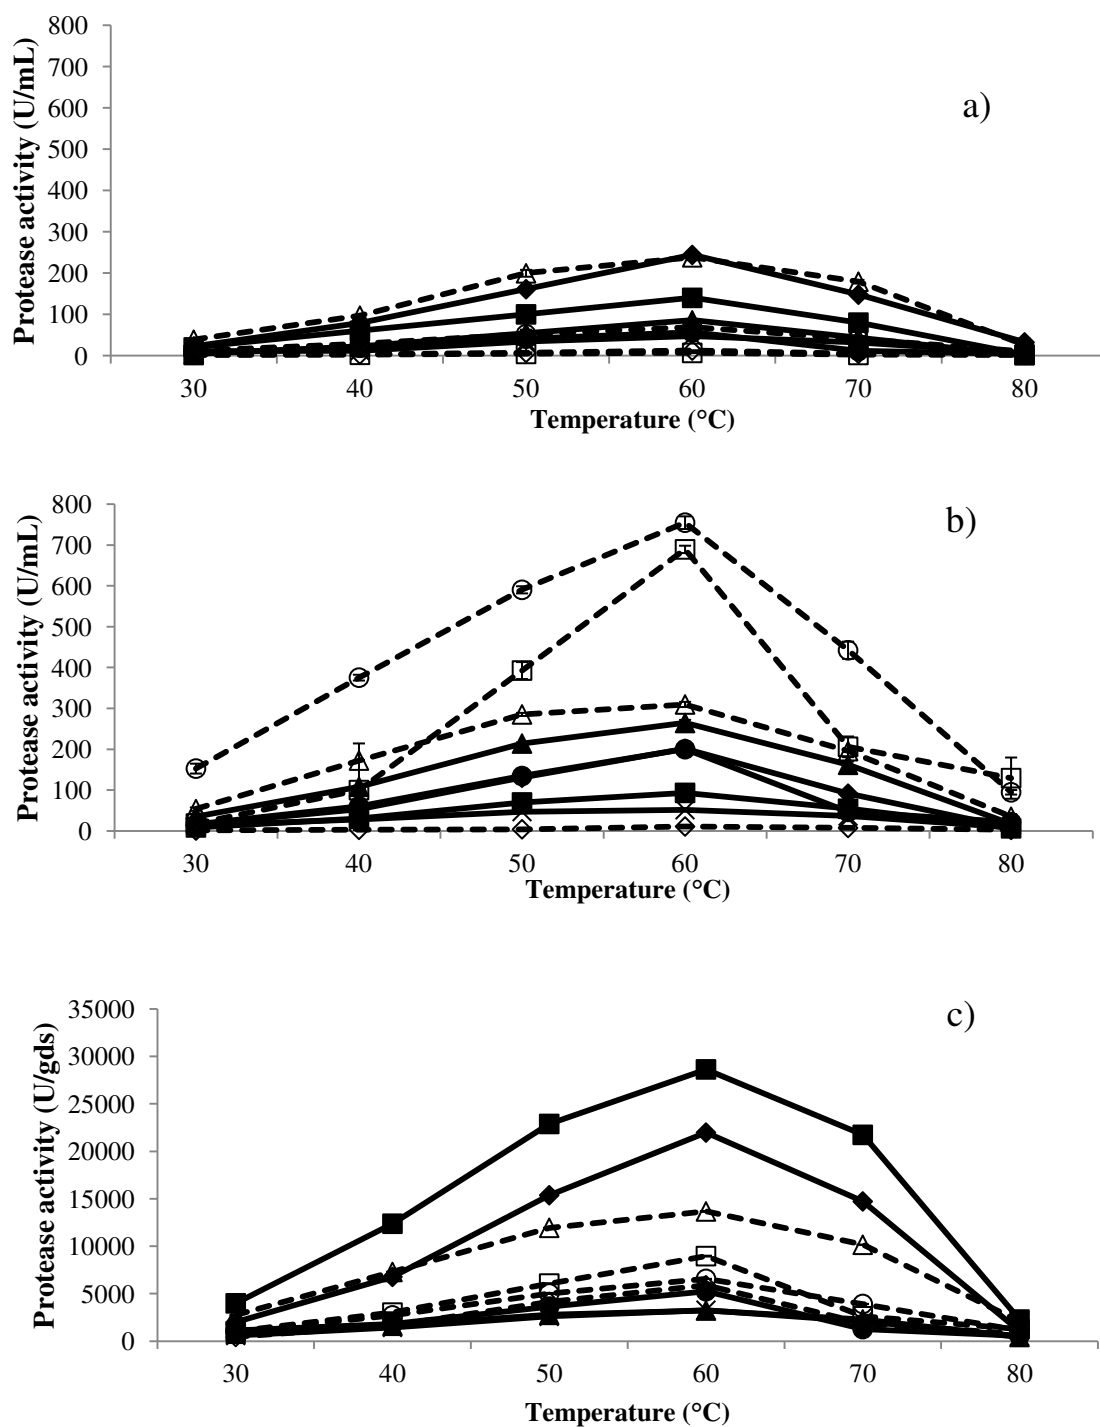 800
700
600
500
400
300
200
100
0
Protease activity (U/mL)
a)
30 40 50 60 70 80
Temperature (°C)
800
700
600
500
400
300
200
100
0
Protease activity (U/mL)
b)
30 40 50 60 70 80
Temperature (°C)
35000
30000
25000
20000
15000
10000
5000
0
Protease activity (U/gds)
c)
30 40 50 60 70 80
Temperature (°C)